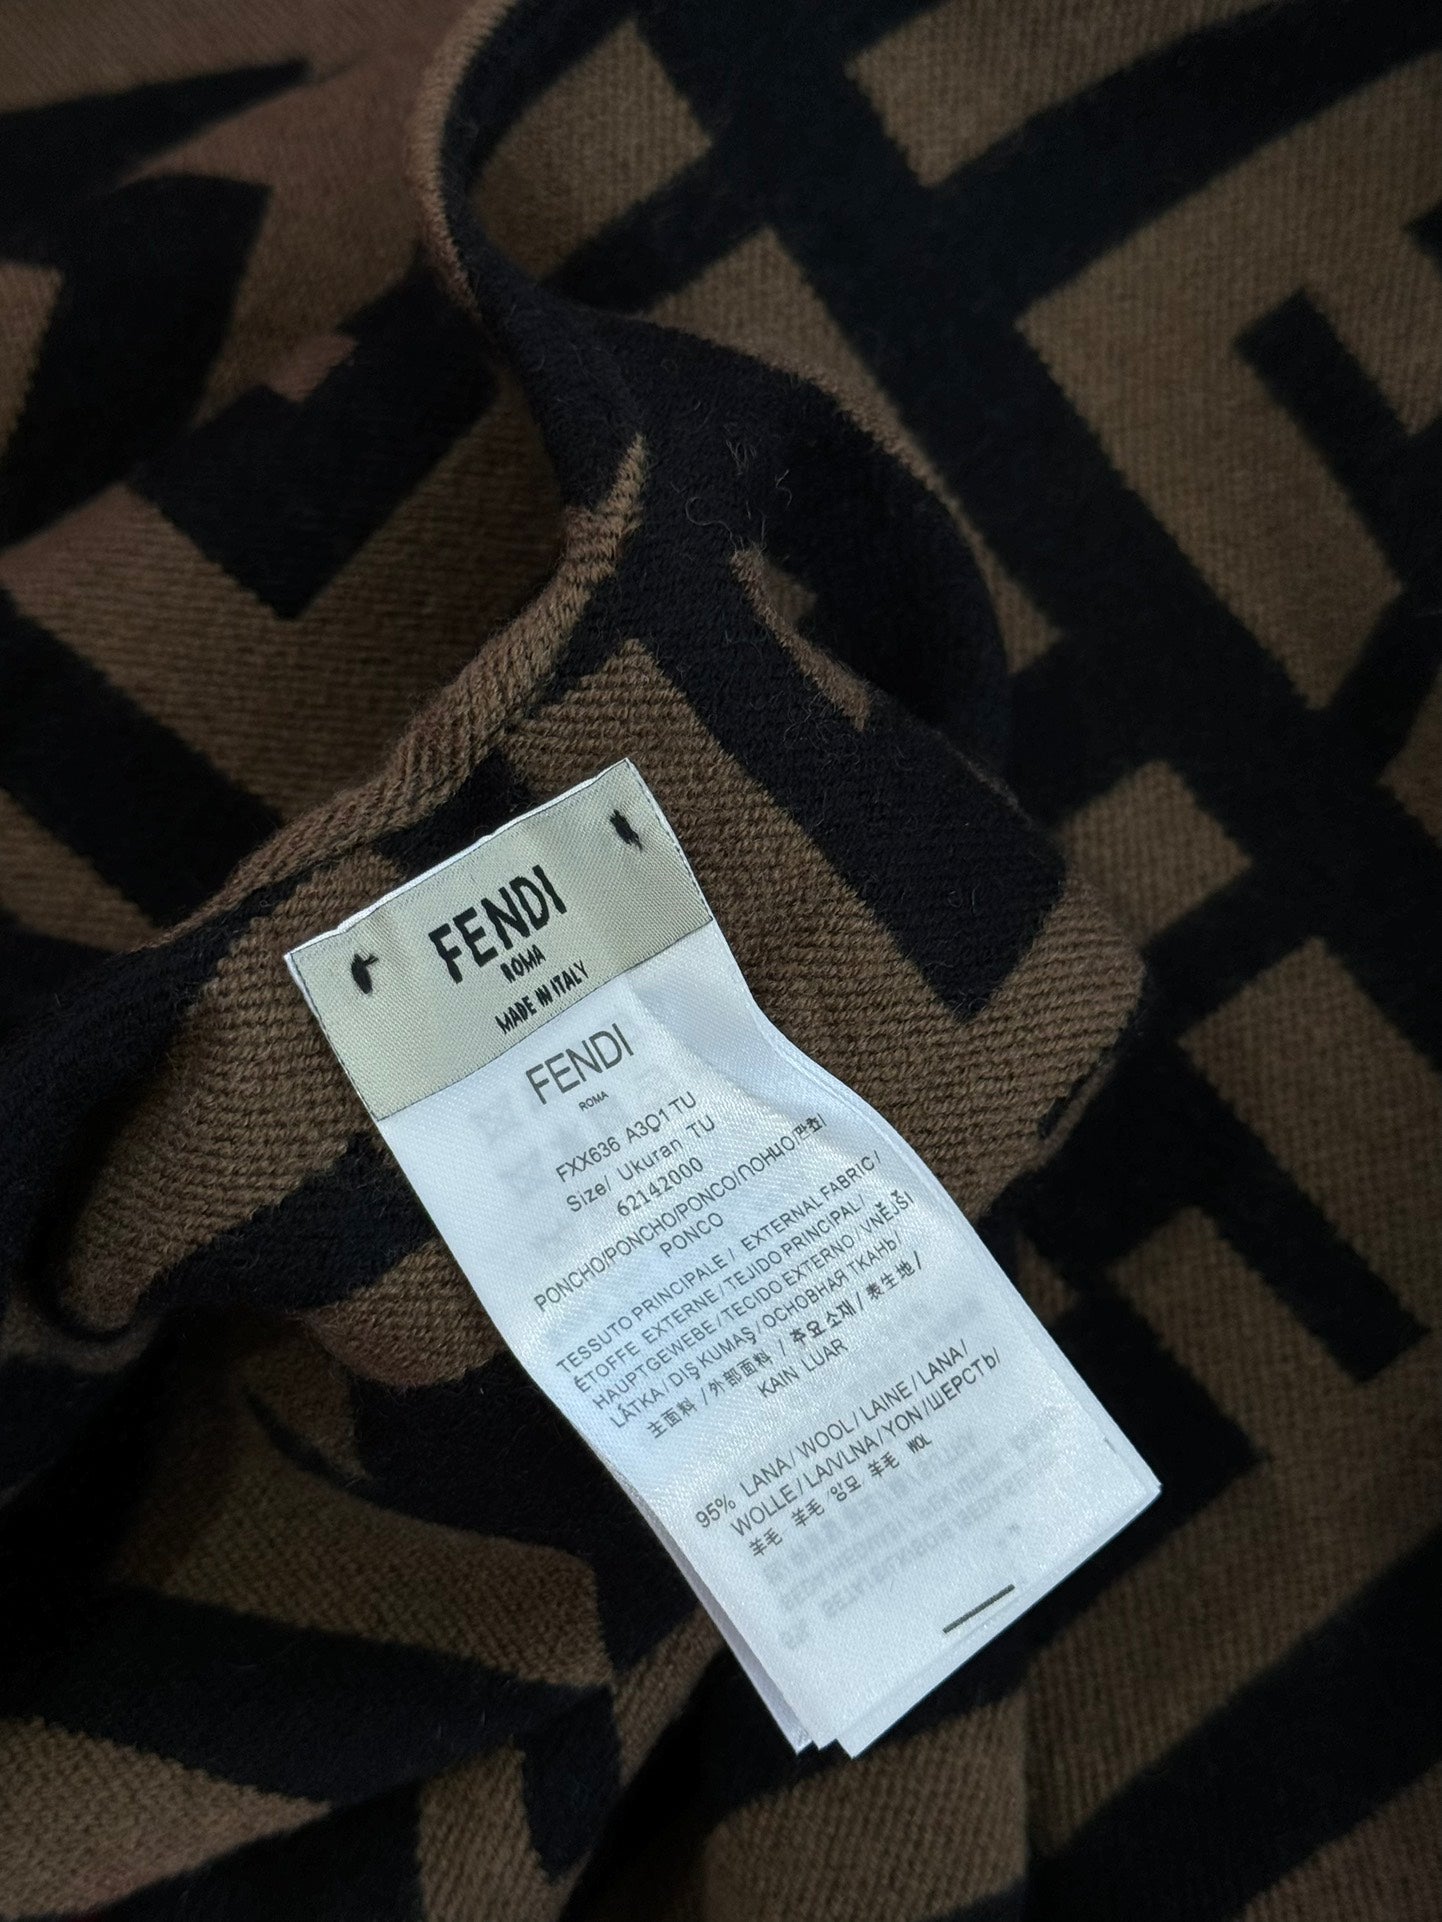 FENDI
ROMA
MADE IN ITALY
FENDI
ROMA
FXX636 A3Q1 TU
Size/ Ukuran TU
62142000
PONCHO/PONCHO/PONCO/ПОНЧО/판초/
PONCO
TESSUTO PRINCIPALE / EXTERNAL FABRIC /
ÉTOFFE EXTERNE / TEJIDO PRINCIPAL /
HAUPTGEWEBE / TECIDO EXTERNO / VNĚJŠÍ
LÁTKA / DIŞ KUMAŞ / ОСНОВНАЯ ТКАНЬ /
主面料 / 外部面料 / 주요소재 / 表生地 /
KAIN LUAR
95% LANA / WOOL / LAINE / LANA /
WOLLE / LÃ / VLNA / YÜN / ШЕРСТЬ /
羊毛 羊毛 / 양모 羊毛 WOL